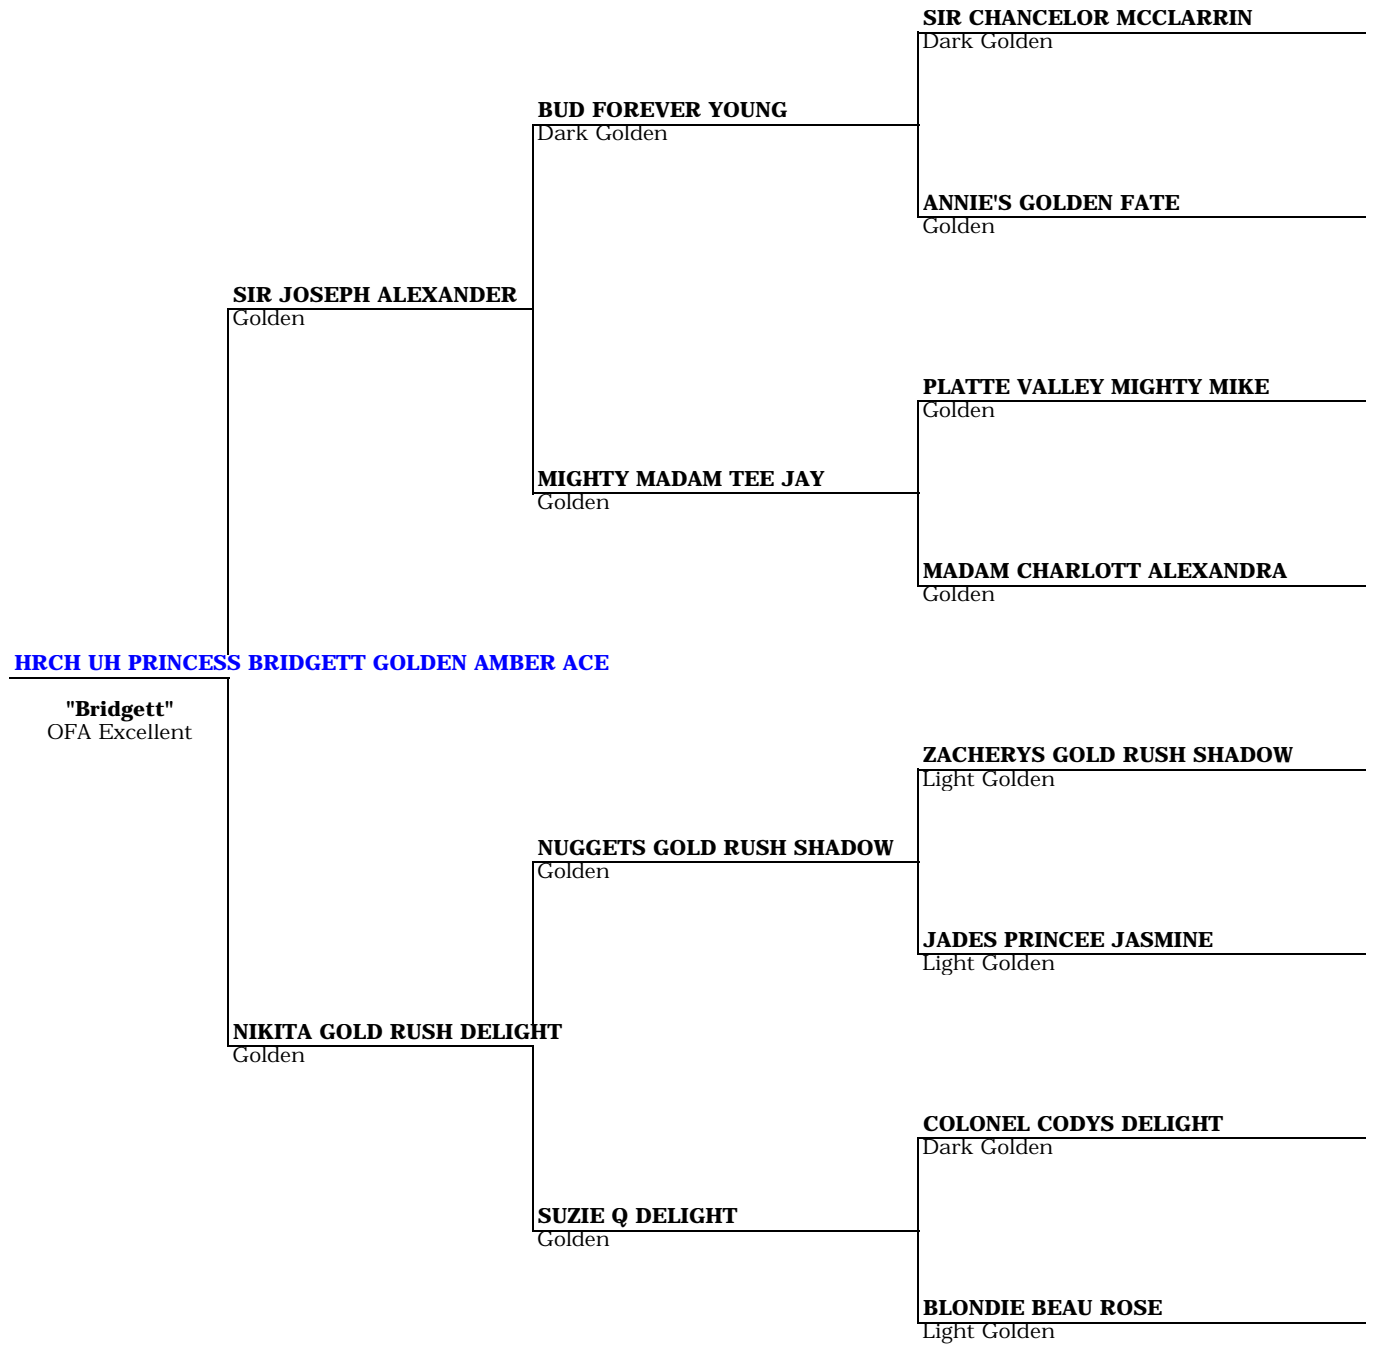 SIR CHANCELOR MCCLARRIN
Dark Golden
BUD FOREVER YOUNG
Dark Golden
ANNIE'S GOLDEN FATE
Golden
SIR JOSEPH ALEXANDER
Golden
PLATTE VALLEY MIGHTY MIKE
Golden
MIGHTY MADAM TEE JAY
Golden
MADAM CHARLOTT ALEXANDRA
Golden
HRCH UH PRINCESS BRIDGETT GOLDEN AMBER ACE
"Bridgett"
OFA Excellent
ZACHERYS GOLD RUSH SHADOW
Light Golden
NUGGETS GOLD RUSH SHADOW
Golden
JADES PRINCEE JASMINE
Light Golden
NIKITA GOLD RUSH DELIGHT
Golden
COLONEL CODYS DELIGHT
Dark Golden
SUZIE Q DELIGHT
Golden
BLONDIE BEAU ROSE
Light Golden